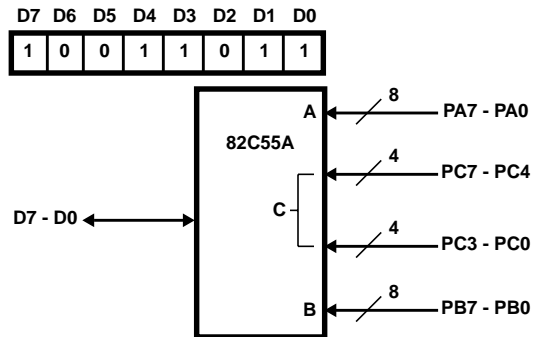 D7 D6 D5 D4 D3 D2 D1 D0
1 0 0 1 1 0 1 1
8
A PA7 - PA0
82C55A
4
PC7 - PC4
C
D7 - D0
4
PC3 - PC0
8
B PB7 - PB0